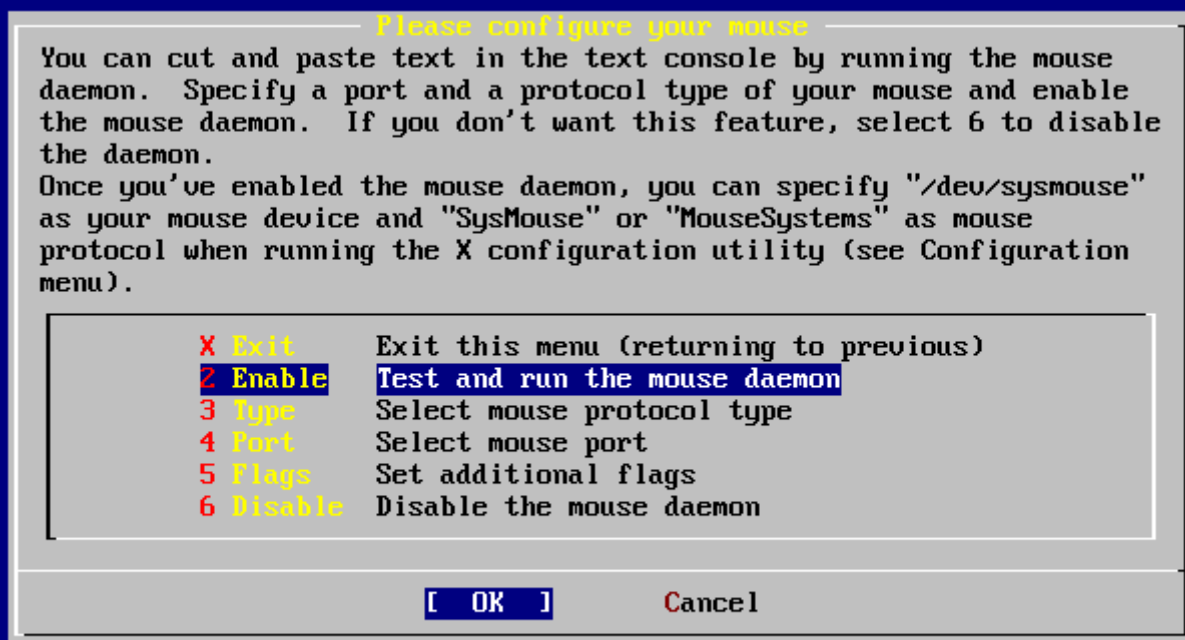 Please configure your mouse
You can cut and paste text in the text console by running the mouse
daemon.  Specify a port and a protocol type of your mouse and enable
the mouse daemon.  If you don't want this feature, select 6 to disable
the daemon.
Once you've enabled the mouse daemon, you can specify "/dev/sysmouse"
as your mouse device and "SysMouse" or "MouseSystems" as mouse
protocol when running the X configuration utility (see Configuration
menu).
X Exit     Exit this menu (returning to previous)
2 Enable   Test and run the mouse daemon
3 Type     Select mouse protocol type
4 Port     Select mouse port
5 Flags    Set additional flags
6 Disable  Disable the mouse daemon
[  OK  ]       Cancel